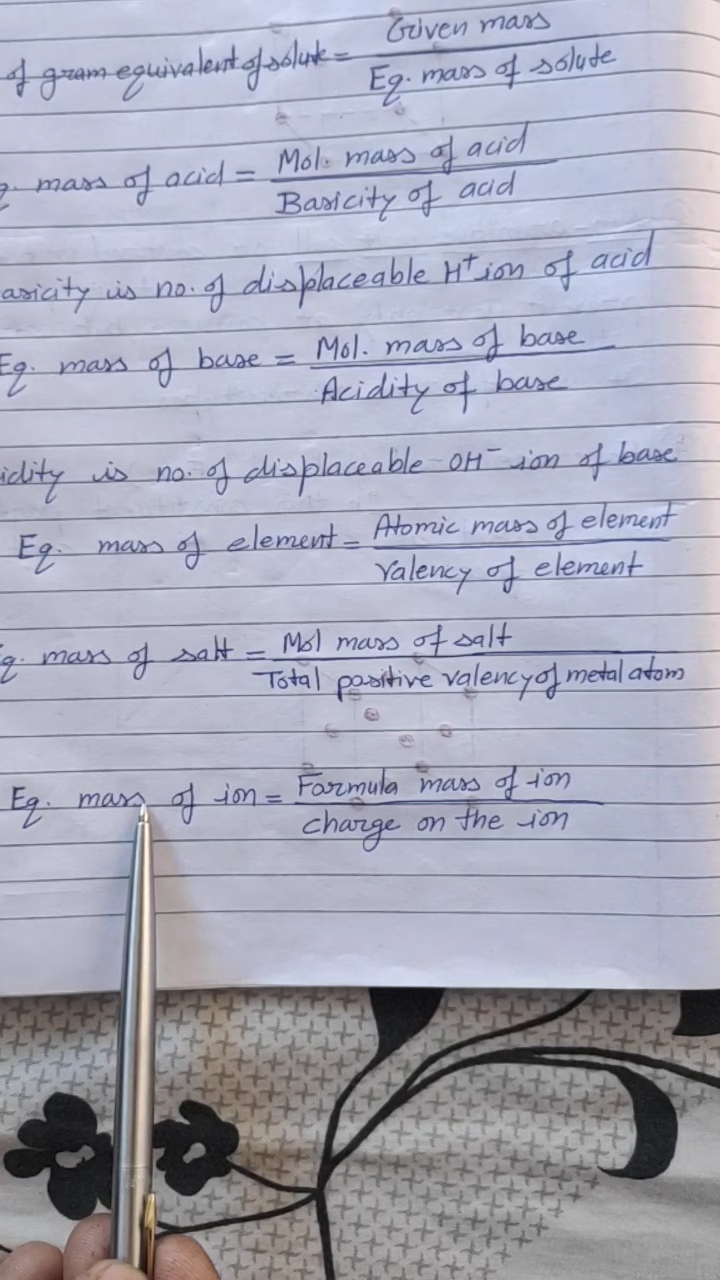 of gram equivalent of solute = Given mass / Eq. mass of solute
q. mass of acid = Mol. mass of acid / Basicity of acid
asicity is no. of displaceable H⁺ ion of acid
Eq. mass of base = Mol. mass of base / Acidity of base
idity is no. of displaceable OH⁻ ion of base
Eq. mass of element = Atomic mass of element / Valency of element
q. mass of salt = Mol mass of salt / Total positive valency of metal atom
Eq. mass of ion = Formula mass of ion / charge on the ion